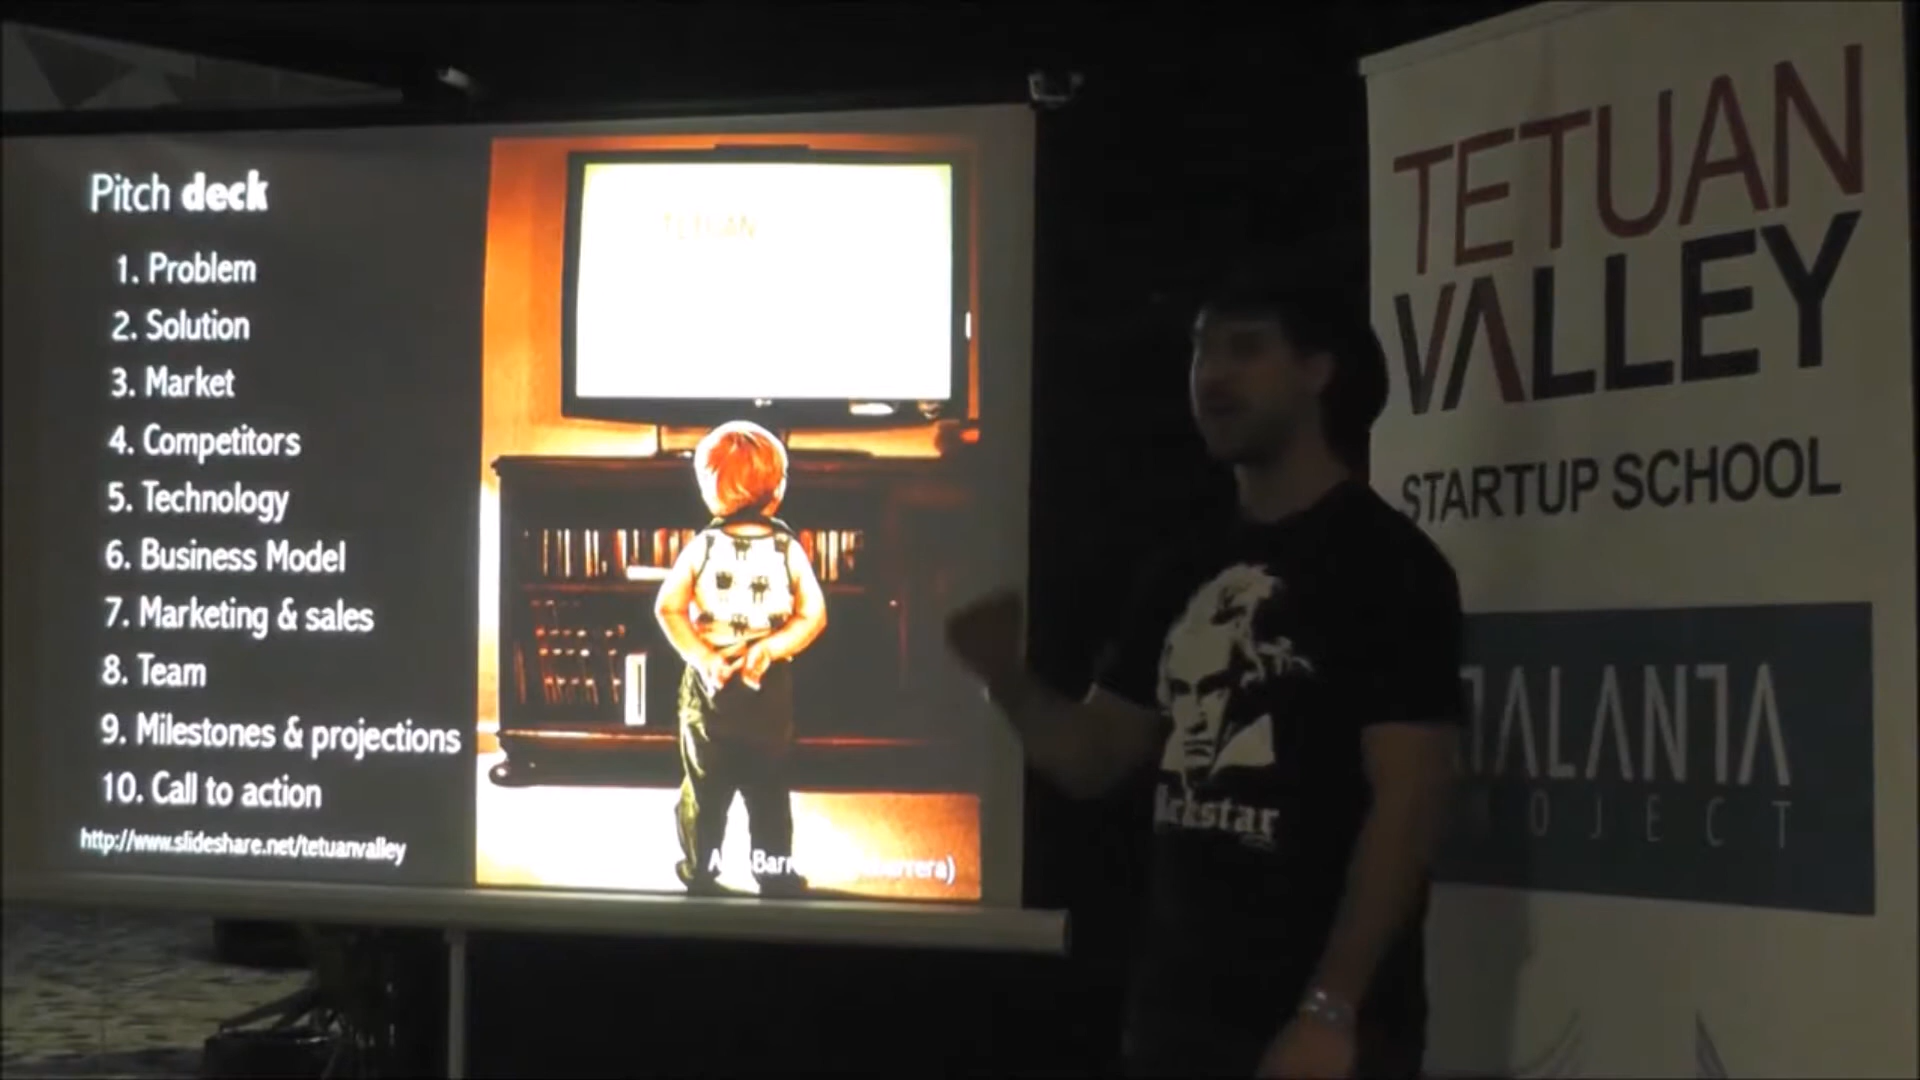 Pitch deck
1. Problem
2. Solution
3. Market
4. Competitors
5. Technology
6. Business Model
7. Marketing & sales
8. Team
9. Milestones & projections
10. Call to action
http://www.slideshare.net/tetuanvalley
TETUAN
TETUAN
VALLEY
STARTUP SCHOOL